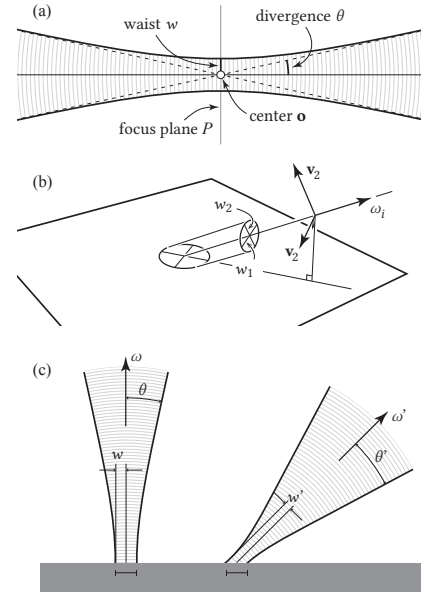 (a)
waist w
divergence θ
focus plane P
center o
(b)
v₂
ωᵢ
w₂
v₂
w₁
(c)
ω
θ
w
ω'
θ'
w'